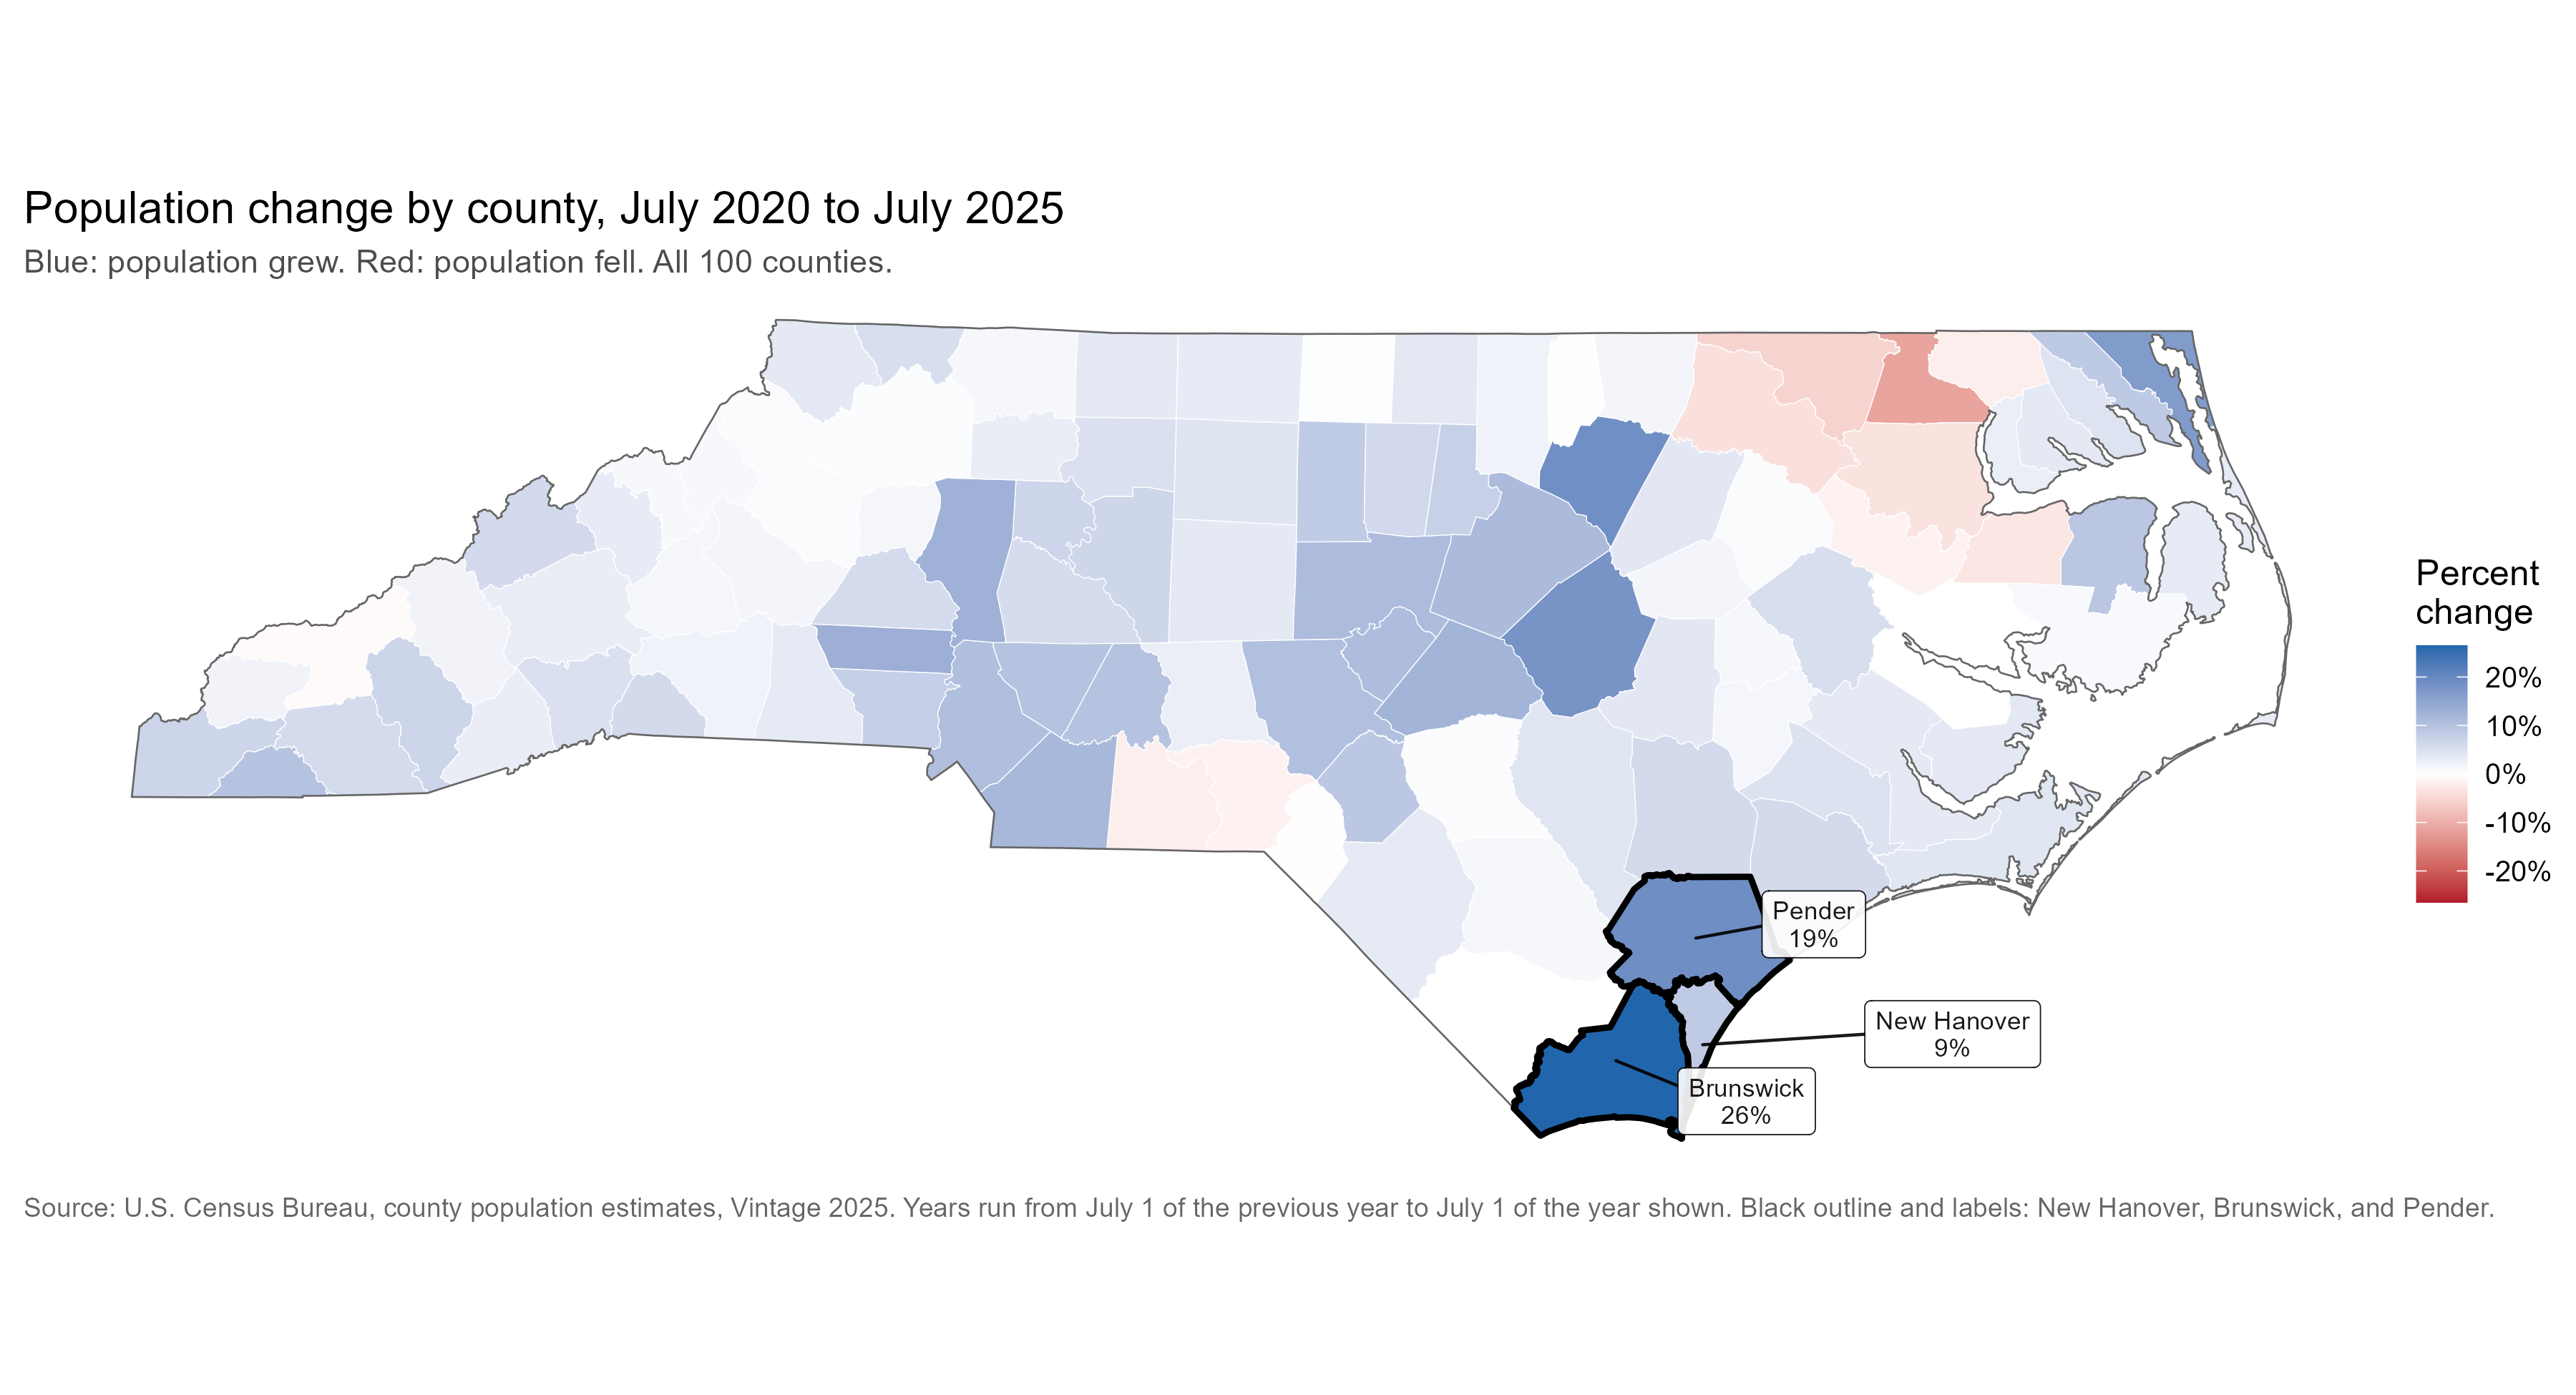 Population change by county, July 2020 to July 2025
Blue: population grew. Red: population fell. All 100 counties.
Percent
change
20%
10%
0%
-10%
-20%
Pender
19%
New Hanover
9%
Brunswick
26%
Source: U.S. Census Bureau, county population estimates, Vintage 2025. Years run from July 1 of the previous year to July 1 of the year shown. Black outline and labels: New Hanover, Brunswick, and Pender.